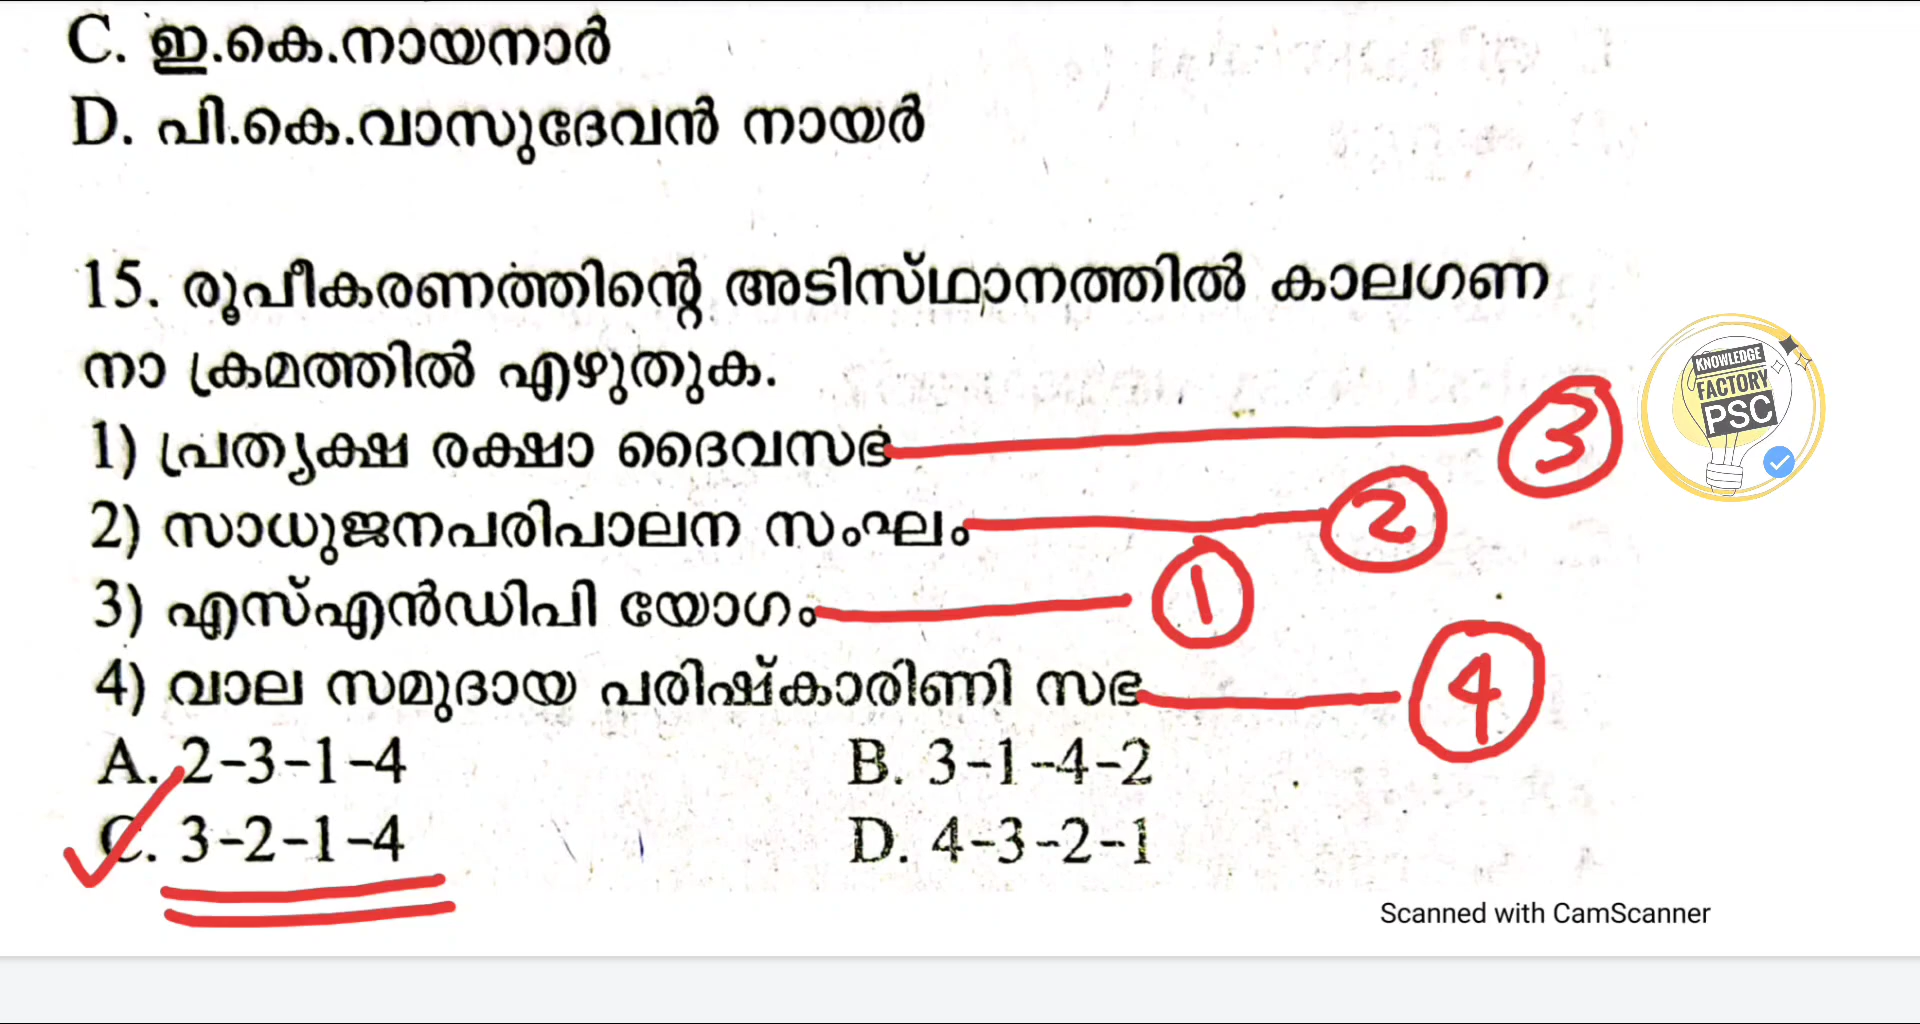 C. ഇ.കെ.നായനാർ
D. പി.കെ.വാസുദേവൻ നായർ
15. രൂപീകരണത്തിന്റെ അടിസ്ഥാനത്തിൽ കാലഗണ
നാ ക്രമത്തിൽ എഴുതുക.
1) പ്രത്യക്ഷ രക്ഷാ ദൈവസഭ 3
2) സാധുജനപരിപാലന സംഘം 2
3) എസ്എൻഡിപി യോഗം 1
4) വാല സമുദായ പരിഷ്കാരിണി സഭ 4
A. 2-3-1-4 B. 3-1-4-2
C. 3-2-1-4 D. 4-3-2-1
KNOWLEDGE
FACTORY
PSC
Scanned with CamScanner